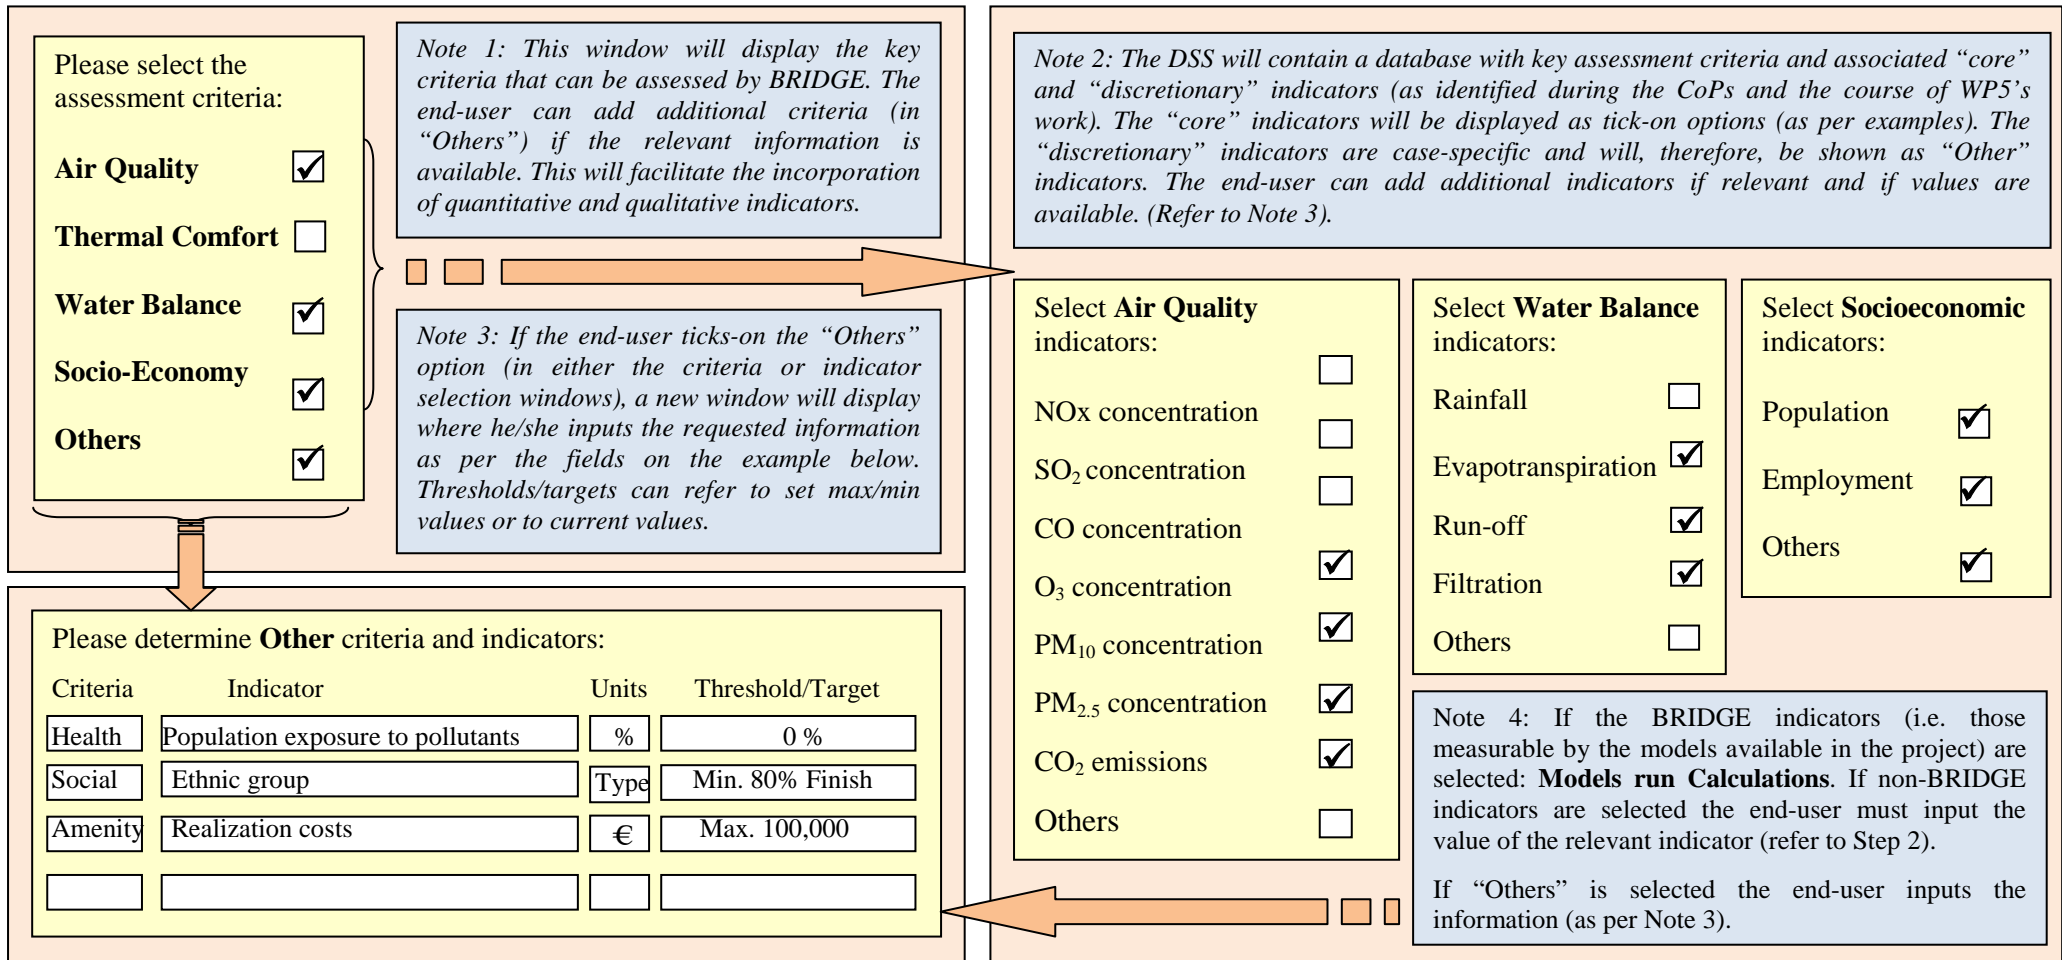 Please select the
assessment criteria:
Air Quality
Thermal Comfort
Water Balance
Socio-Economy
Others
Note 1: This window will display the key
criteria that can be assessed by BRIDGE. The
end-user can add additional criteria (in
“Others”) if the relevant information is
available. This will facilitate the incorporation
of quantitative and qualitative indicators.
Note 3: If the end-user ticks-on the “Others”
option (in either the criteria or indicator
selection windows), a new window will display
where he/she inputs the requested information
as per the fields on the example below.
Thresholds/targets can refer to set max/min
values or to current values.
Note 2: The DSS will contain a database with key assessment criteria and associated “core”
and “discretionary” indicators (as identified during the CoPs and the course of WP5’s
work). The “core” indicators will be displayed as tick-on options (as per examples). The
“discretionary” indicators are case-specific and will, therefore, be shown as “Other”
indicators. The end-user can add additional indicators if relevant and if values are
available. (Refer to Note 3).
Select Air Quality
indicators:
NOx concentration
SO2 concentration
CO concentration
O3 concentration
PM10 concentration
PM2.5 concentration
CO2 emissions
Others
Select Water Balance
indicators:
Rainfall
Evapotranspiration
Run-off
Filtration
Others
Select Socioeconomic
indicators:
Population
Employment
Others
Note 4: If the BRIDGE indicators (i.e. those
measurable by the models available in the project) are
selected: Models run Calculations. If non-BRIDGE
indicators are selected the end-user must input the
value of the relevant indicator (refer to Step 2).
If “Others” is selected the end-user inputs the
information (as per Note 3).
Please determine Other criteria and indicators:
Criteria Indicator Units Threshold/Target
Health Population exposure to pollutants % 0 %
Social Ethnic group Type Min. 80% Finish
Amenity Realization costs € Max. 100,000